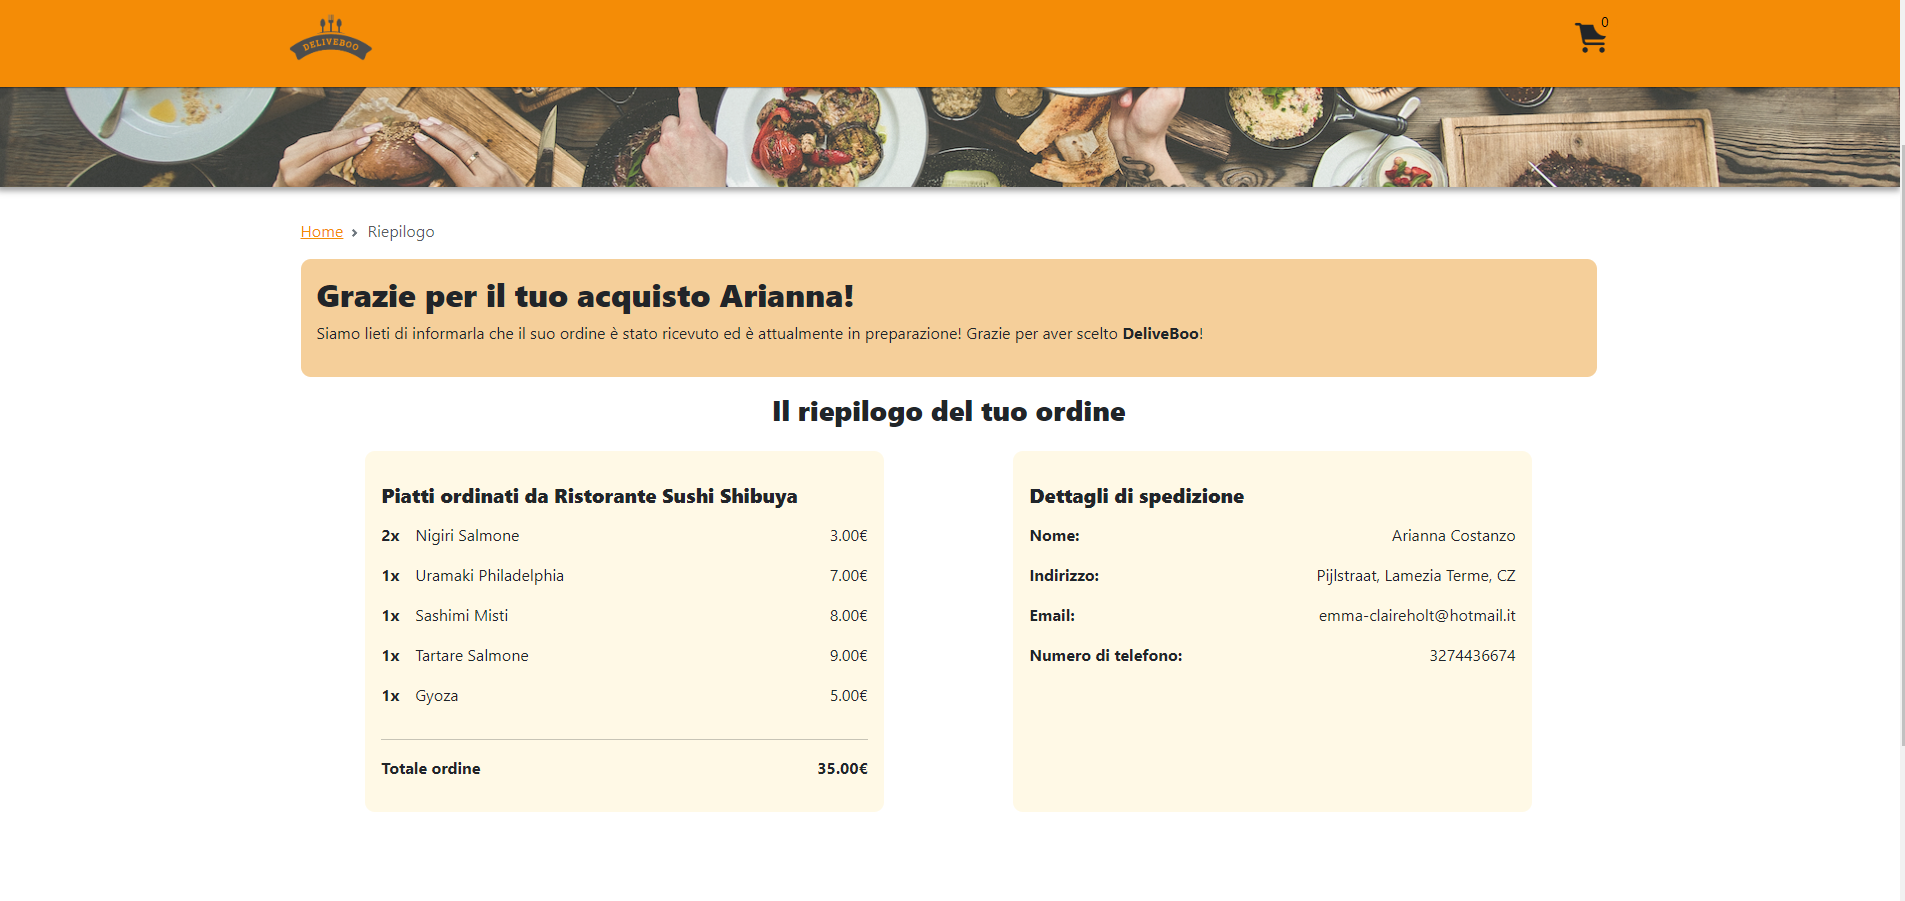 DELIVEBOO
0
Home > Riepilogo
Grazie per il tuo acquisto Arianna!
Siamo lieti di informarla che il suo ordine è stato ricevuto ed è attualmente in preparazione! Grazie per aver scelto DeliveBoo!
Il riepilogo del tuo ordine
Piatti ordinati da Ristorante Sushi Shibuya
2x Nigiri Salmone 3.00€
1x Uramaki Philadelphia 7.00€
1x Sashimi Misti 8.00€
1x Tartare Salmone 9.00€
1x Gyoza 5.00€
Totale ordine 35.00€
Dettagli di spedizione
Nome: Arianna Costanzo
Indirizzo: Pijlstraat, Lamezia Terme, CZ
Email: emma-claireholt@hotmail.it
Numero di telefono: 3274436674